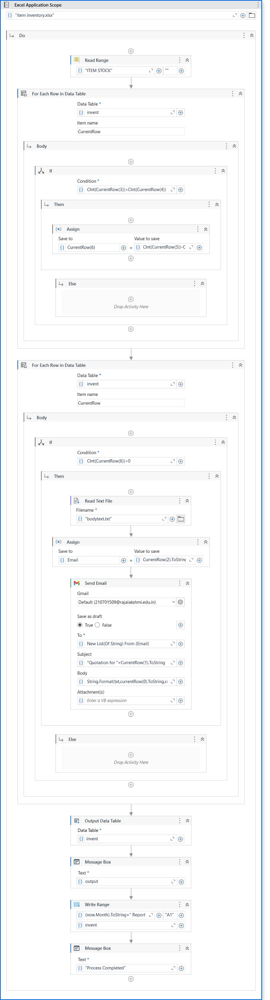 Excel Application Scope
"item inventory.xlsx"
Do
Read Range
"ITEM STOCK" ""
For Each Row in Data Table
Data Table *
invent
Item name
CurrentRow
Body
If
Condition *
CInt(CurrentRow(3))>CInt(CurrentRow(4))
Then
Assign
Save to Value to save
CurrentRow(6) = CInt(CurrentRow(5))-C
Else
Drop Activity Here
For Each Row in Data Table
Data Table *
invent
Item name
CurrentRow
Body
If
Condition *
CInt(CurrentRow(6))>0
Then
Read Text File
Filename *
"bodytext.txt"
Assign
Save to Value to save
Email = CurrentRow(2).ToString
Send Email
Gmail
Default (210701509@rajalakshmi.edu.in)
Save as draft
True False
To *
New List(Of String) From {Email}
Subject
"Quotation for "+CurrentRow(1).ToString
Body
String.Format(txt,currentRow(0).ToString,c
Attachment(s)
Enter a VB expression
Else
Drop Activity Here
Output Data Table
Data Table *
invent
Message Box
Text *
output
Write Range
(now.Month).ToString+" Report "A1"
invent
Message Box
Text *
"Process Completed"